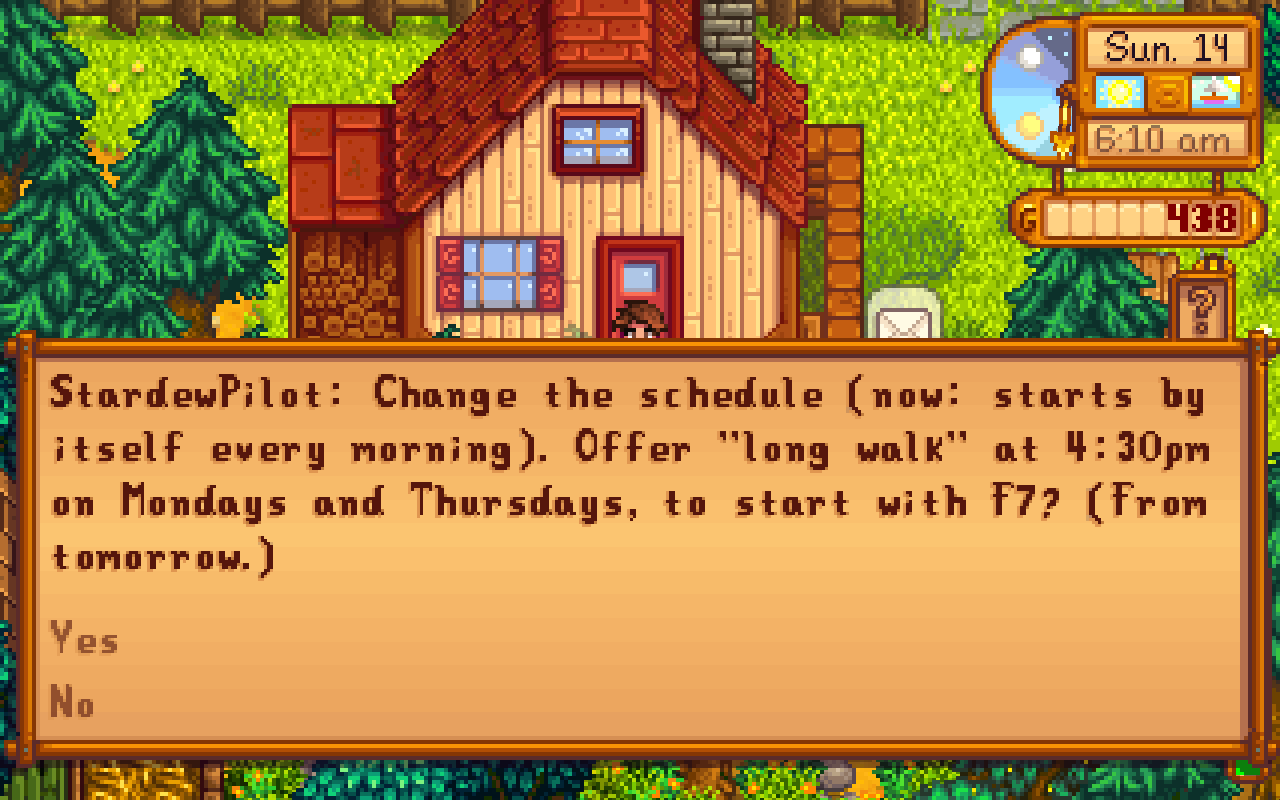 Sun. 14
6:10 am
438
StardewPilot: Change the schedule (now: starts by
itself every morning). Offer "long walk" at 4:30pm
on Mondays and Thursdays, to start with F7? (From
tomorrow.)
Yes
No